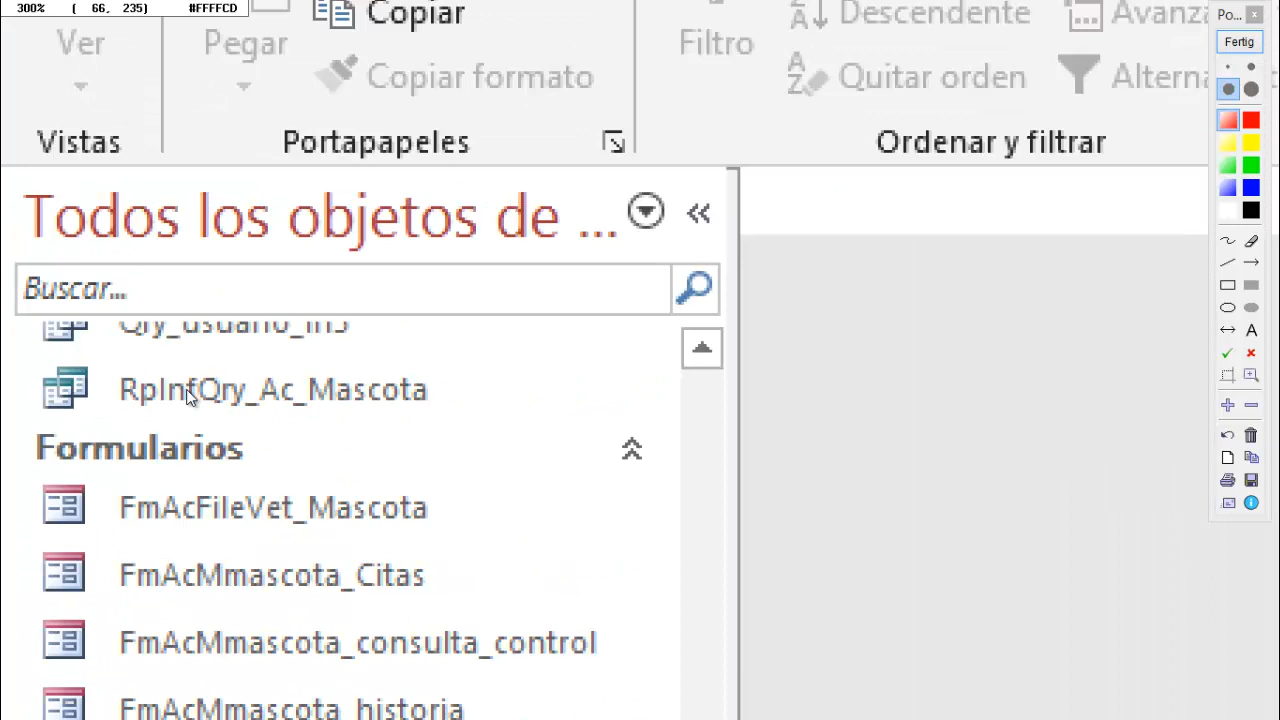 300% ( 66, 235) #FFFFCD
Copiar
Descendente
Avanza
Po...
Ver
Pegar
Filtro
Fertig
Copiar formato
Quitar orden
Alterna
Vistas
Portapapeles
Ordenar y filtrar
Todos los objetos de ...
Buscar...
Qry_usuario_ins
RpInfQry_Ac_Mascota
Formularios
FmAcFileVet_Mascota
FmAcMmascota_Citas
FmAcMmascota_consulta_control
FmAcMmascota_historia